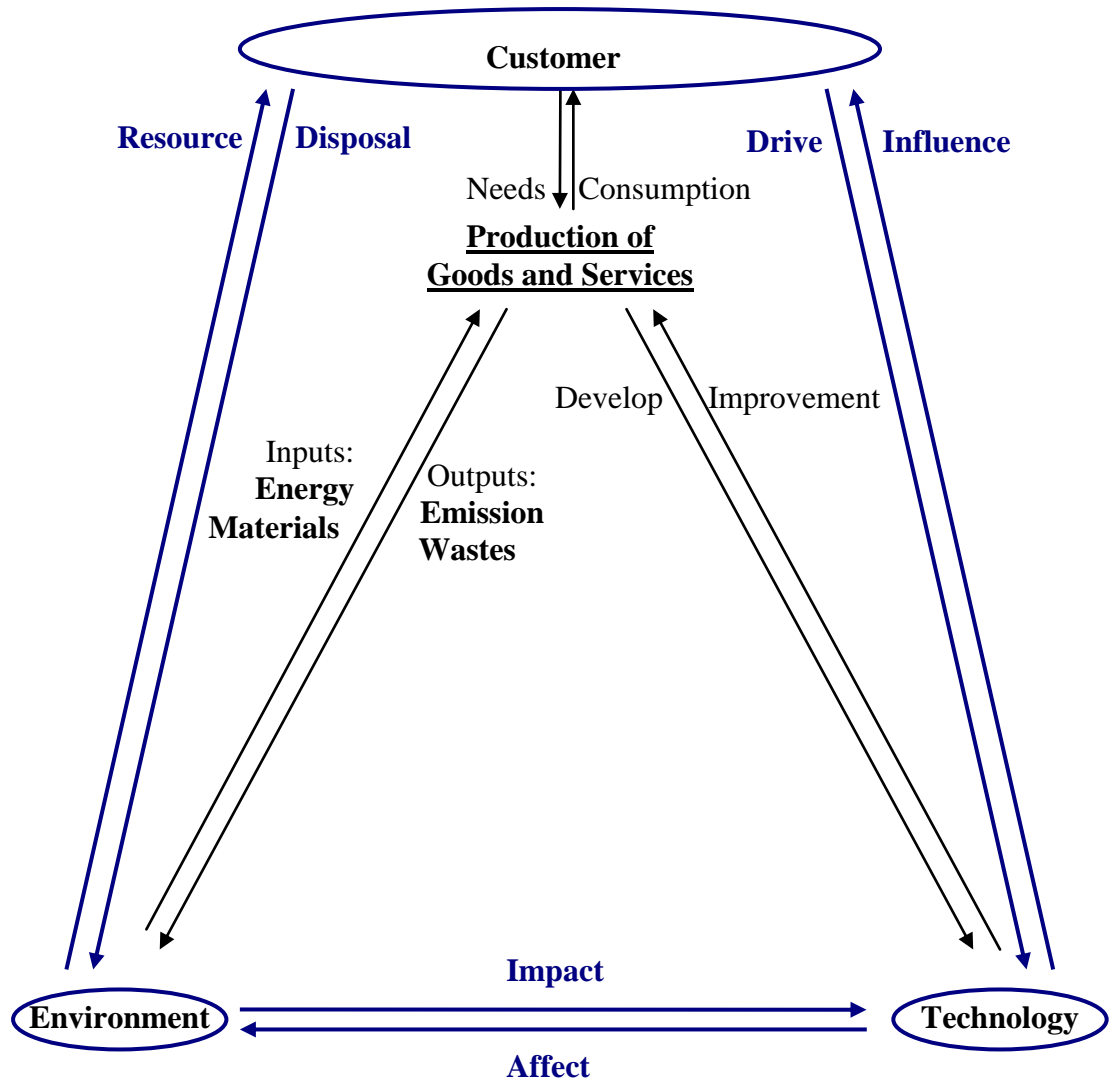 Customer
Resource
Disposal
Drive
Influence
Needs
Consumption
Production of
Goods and Services
Develop
Improvement
Inputs:
Energy
Materials
Outputs:
Emission
Wastes
Impact
Environment
Technology
Affect